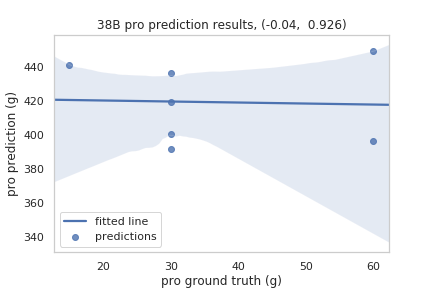 38B pro prediction results, (-0.04,  0.926)
pro prediction (g)
440
420
400
380
360
340
fitted line
predictions
20
30
40
50
60
pro ground truth (g)